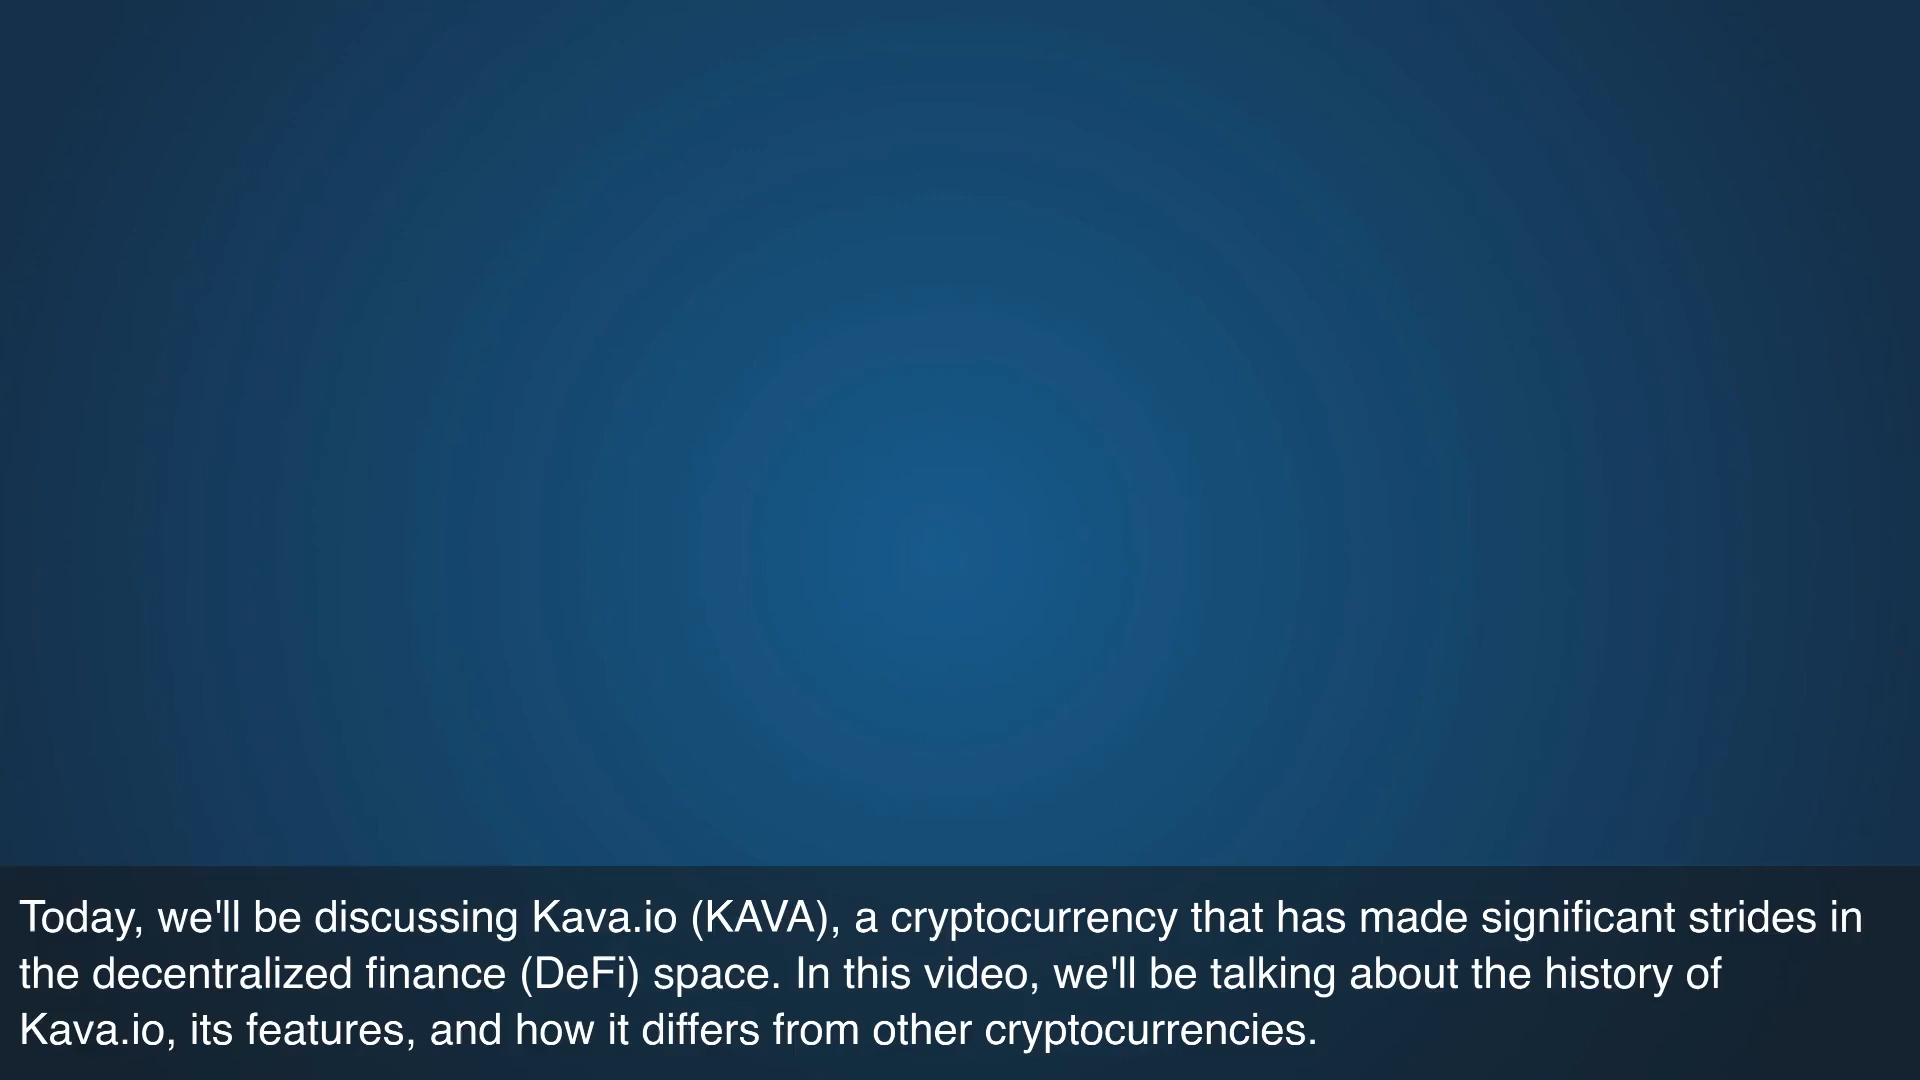 Today, we'll be discussing Kava.io (KAVA), a cryptocurrency that has made significant strides in
the decentralized finance (DeFi) space. In this video, we'll be talking about the history of
Kava.io, its features, and how it differs from other cryptocurrencies.